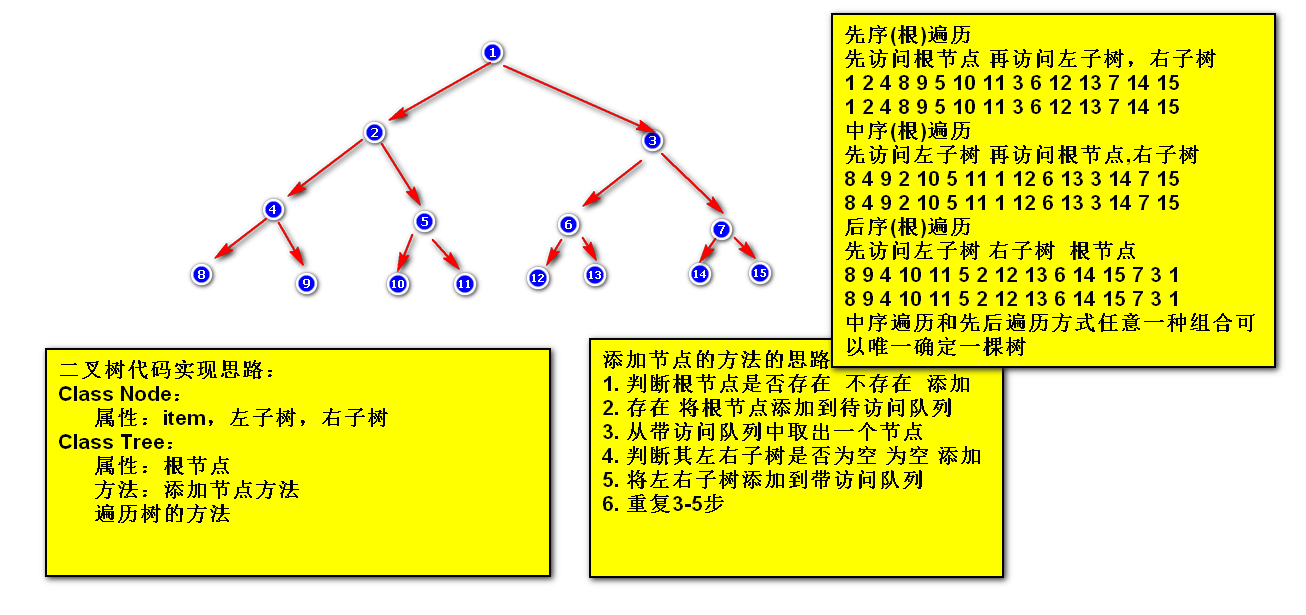 1
2
3
4
5
6
7
8
9
10
11
12
13
14
15
先序(根)遍历
先访问根节点 再访问左子树，右子树
1 2 4 8 9 5 10 11 3 6 12 13 7 14 15
1 2 4 8 9 5 10 11 3 6 12 13 7 14 15
中序(根)遍历
先访问左子树 再访问根节点,右子树
8 4 9 2 10 5 11 1 12 6 13 3 14 7 15
8 4 9 2 10 5 11 1 12 6 13 3 14 7 15
后序(根)遍历
先访问左子树 右子树 根节点
8 9 4 10 11 5 2 12 13 6 14 15 7 3 1
8 9 4 10 11 5 2 12 13 6 14 15 7 3 1
中序遍历和先后遍历方式任意一种组合可
以唯一确定一棵树
二叉树代码实现思路：
Class Node：
属性：item，左子树，右子树
Class Tree：
属性：根节点
方法：添加节点方法
遍历树的方法
添加节点的方法的思路
1. 判断根节点是否存在 不存在 添加
2. 存在 将根节点添加到待访问队列
3. 从带访问队列中取出一个节点
4. 判断其左右子树是否为空 为空 添加
5. 将左右子树添加到带访问队列
6. 重复3-5步